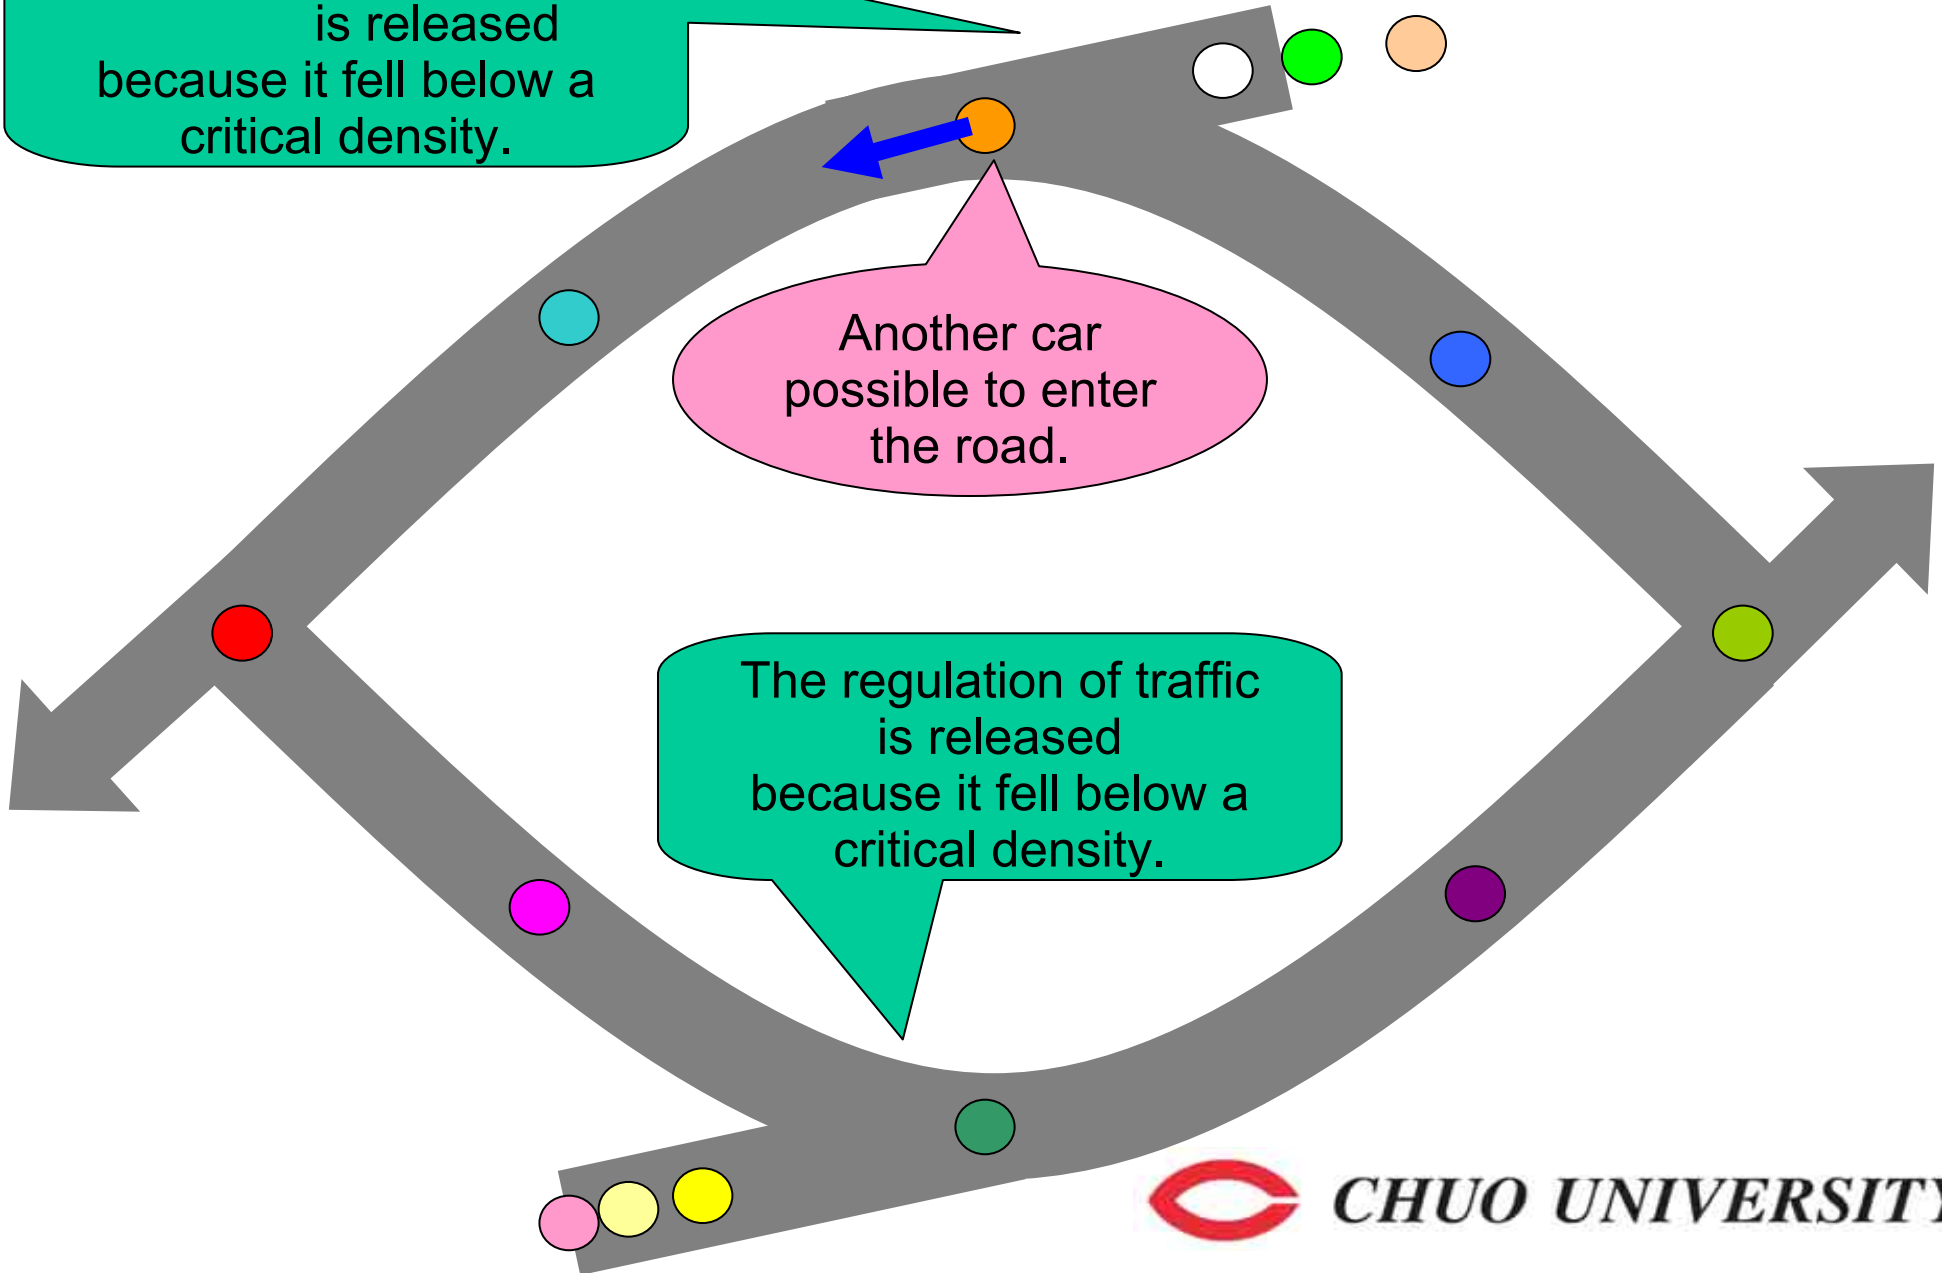 is released
because it fell below a
critical density.
Another car
possible to enter
the road.
The regulation of traffic
is released
because it fell below a
critical density.
CHUO UNIVERSITY